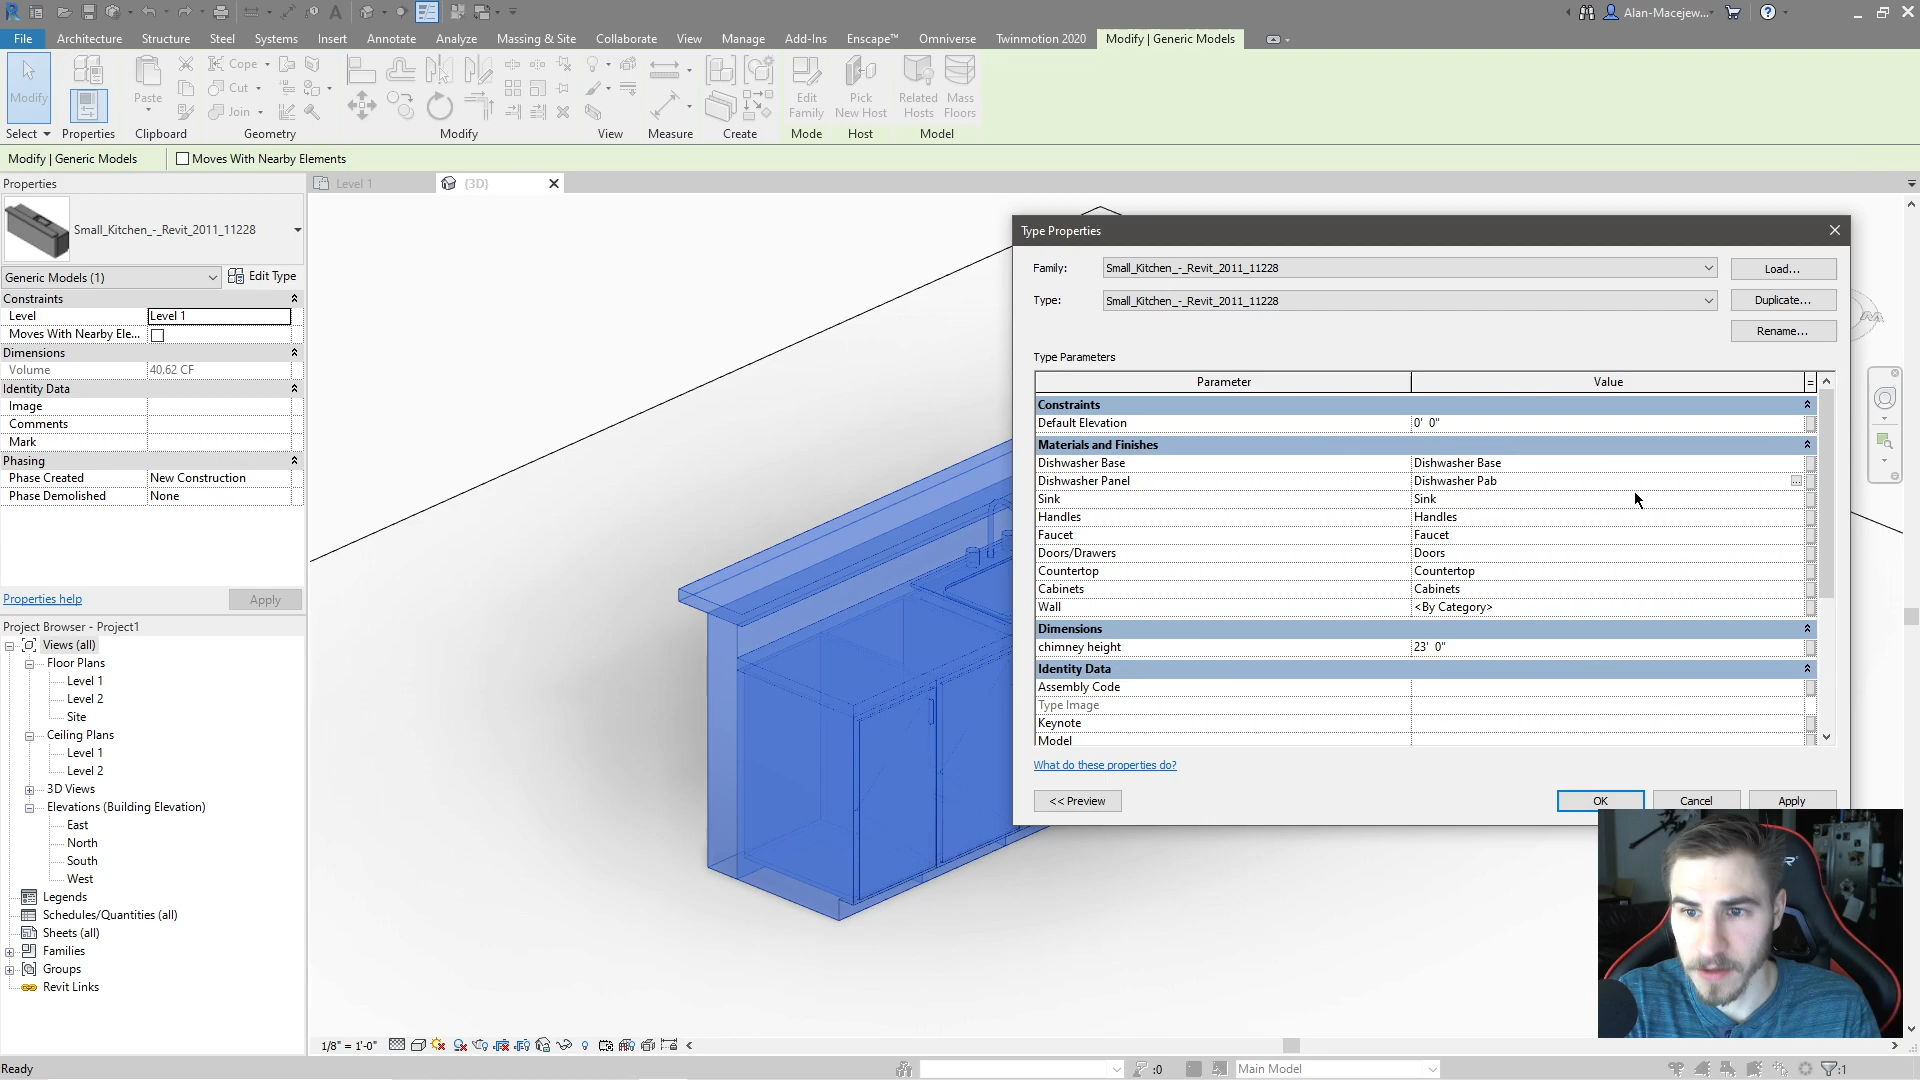 Alan-Macejew...
File Architecture Structure Steel Systems Insert Annotate Analyze Massing & Site Collaborate View Manage Add-Ins Enscape™ Omniverse Twinmotion 2020 Modify | Generic Models
Modify
Paste
Cope
Cut
Join
Edit Family
Pick New Host
Related Hosts
Mass Floors
Select Properties Clipboard Geometry Modify View Measure Create Mode Host Model
Modify | Generic Models Moves With Nearby Elements
Properties
Level 1 {3D}
Small_Kitchen_-_Revit_2011_11228
Generic Models (1) Edit Type
Constraints
Level Level 1
Moves With Nearby Ele...
Dimensions
Volume 40.62 CF
Identity Data
Image
Comments
Mark
Phasing
Phase Created New Construction
Phase Demolished None
Properties help Apply
Project Browser - Project1
Views (all)
Floor Plans
Level 1
Level 2
Site
Ceiling Plans
Level 1
Level 2
3D Views
Elevations (Building Elevation)
East
North
South
West
Legends
Schedules/Quantities (all)
Sheets (all)
Families
Groups
Revit Links
Type Properties
Family: Small_Kitchen_-_Revit_2011_11228 Load...
Type: Small_Kitchen_-_Revit_2011_11228 Duplicate...
Rename...
Type Parameters
Parameter Value =
Constraints
Default Elevation 0' 0"
Materials and Finishes
Dishwasher Base Dishwasher Base
Dishwasher Panel Dishwasher Pab ...
Sink Sink
Handles Handles
Faucet Faucet
Doors/Drawers Doors
Countertop Countertop
Cabinets Cabinets
Wall <By Category>
Dimensions
chimney height 23' 0"
Identity Data
Assembly Code
Type Image
Keynote
Model
What do these properties do?
<< Preview OK Cancel Apply
1/8" = 1'-0"
Ready :0 Main Model :1